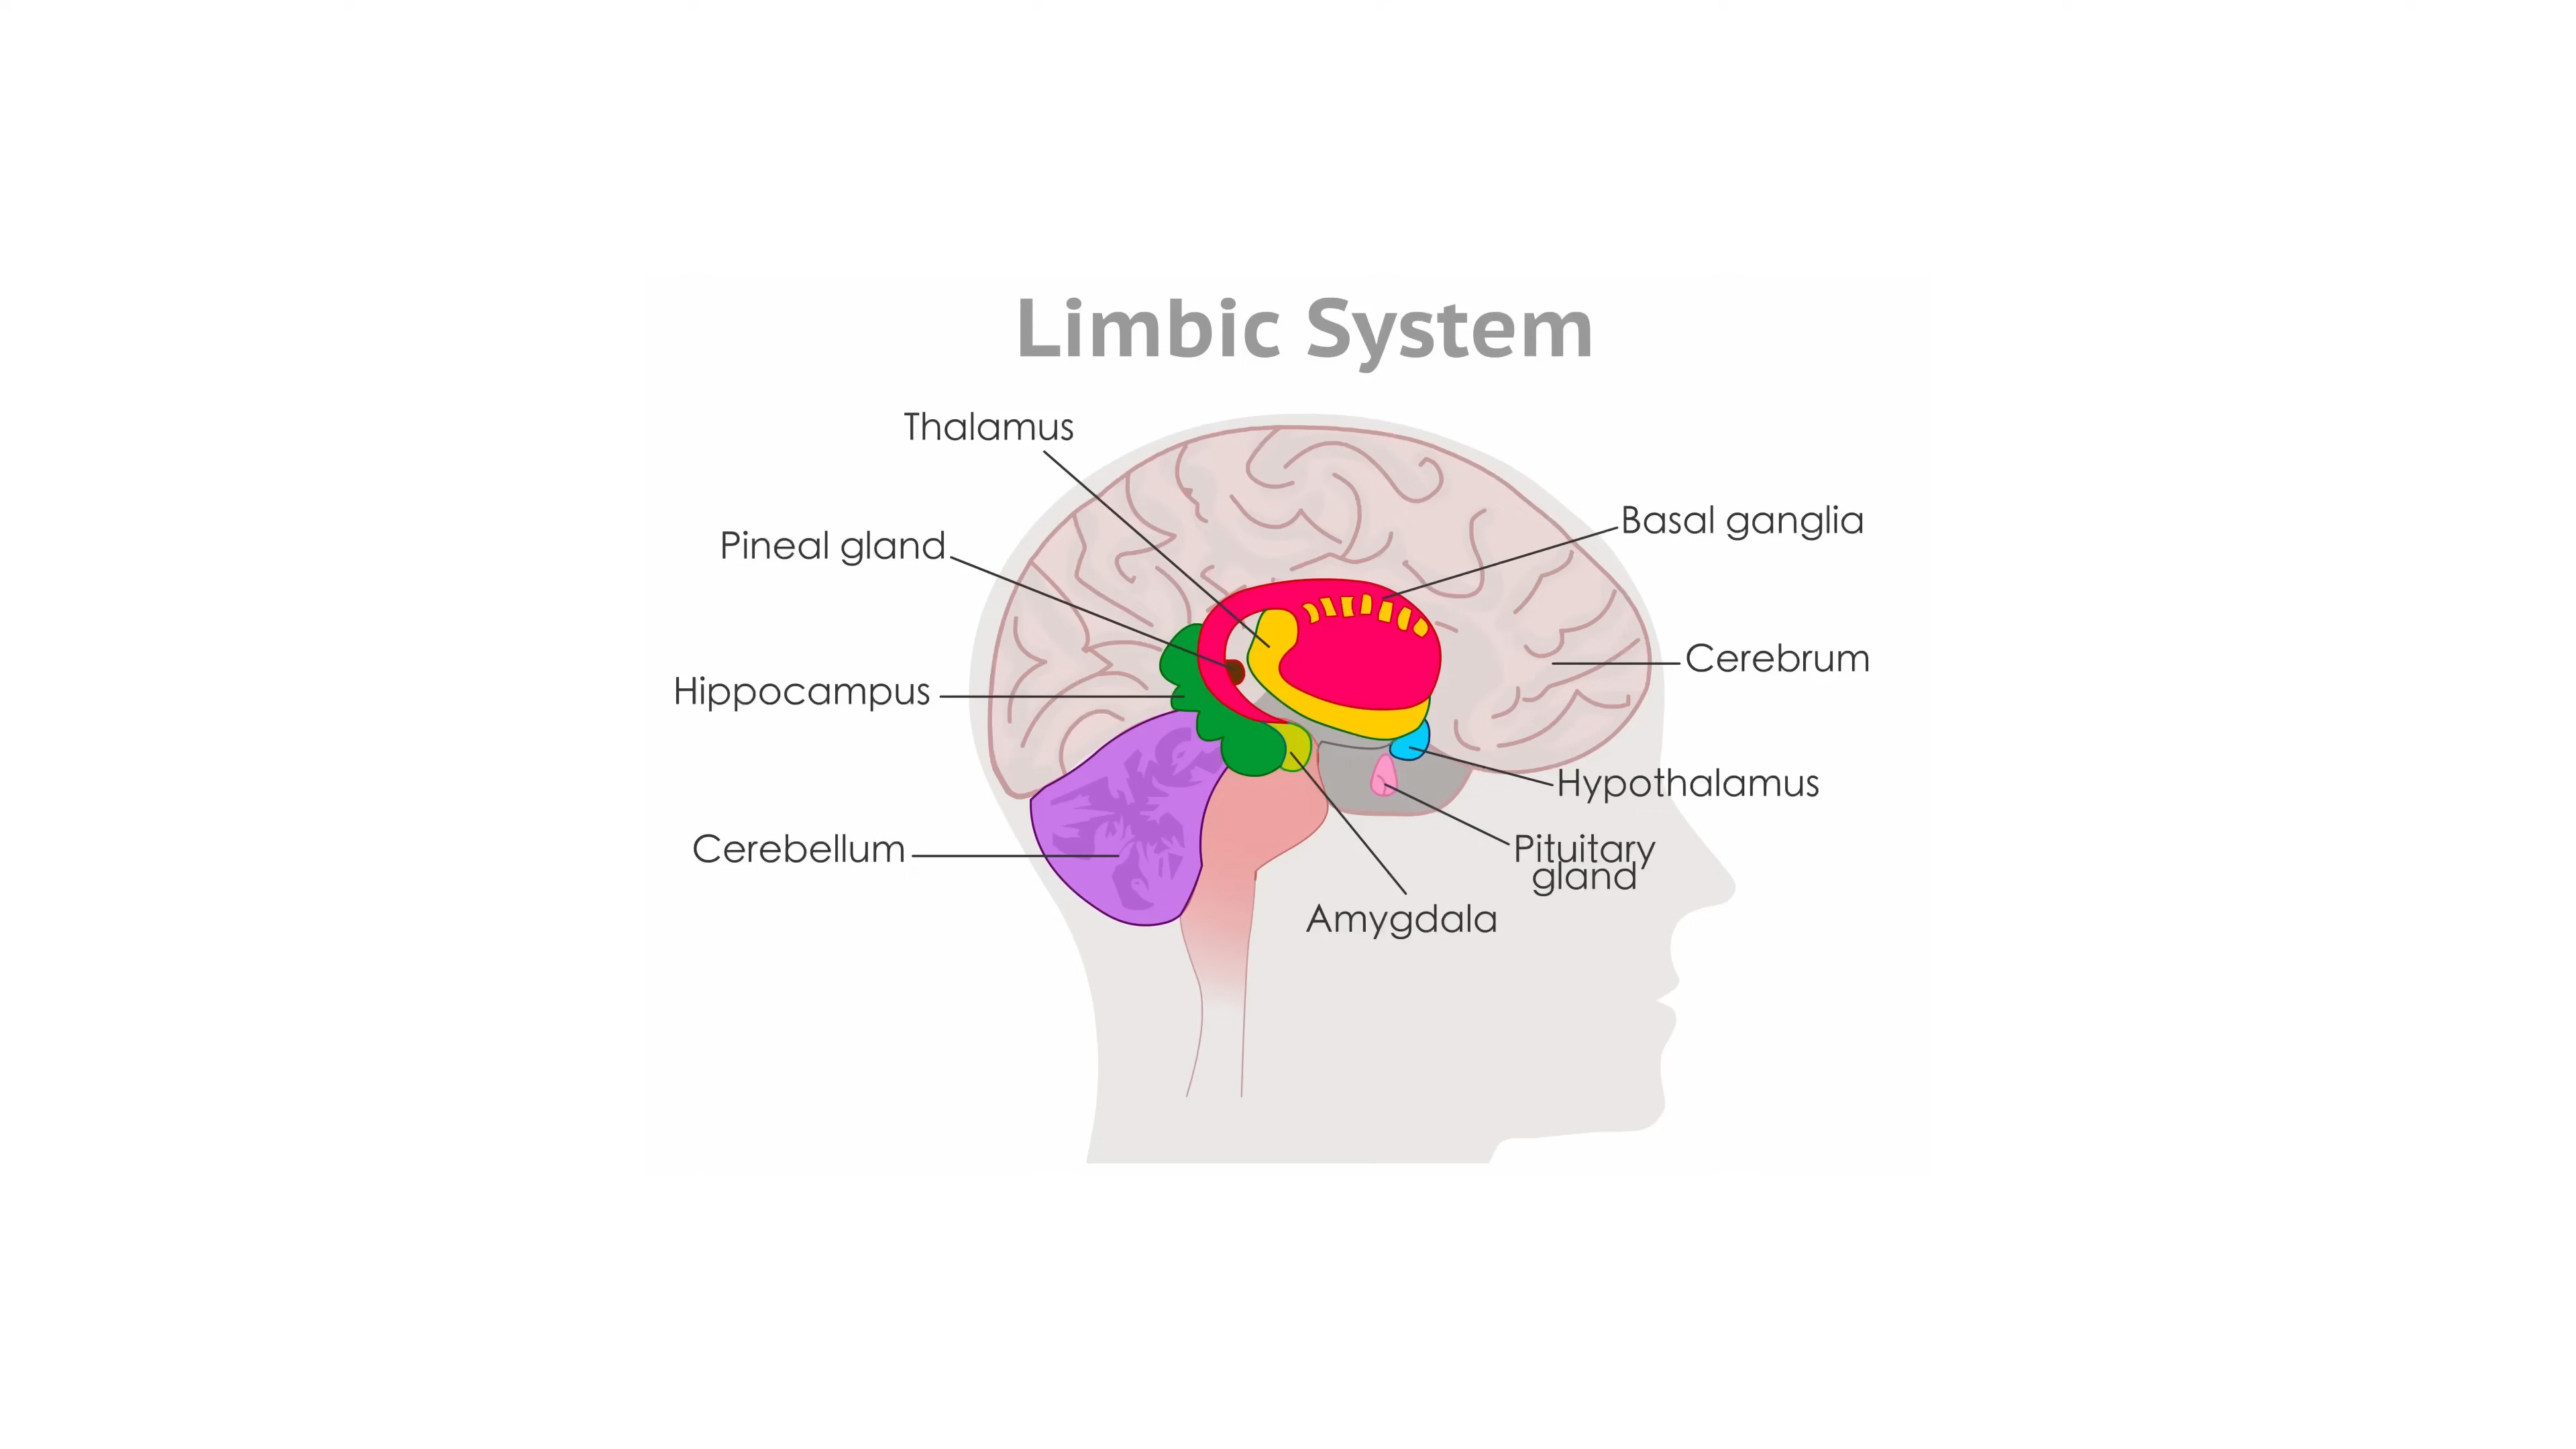 Limbic System
Thalamus
Basal ganglia
Pineal gland
Cerebrum
Hippocampus
Hypothalamus
Cerebellum
Pituitary
gland
Amygdala